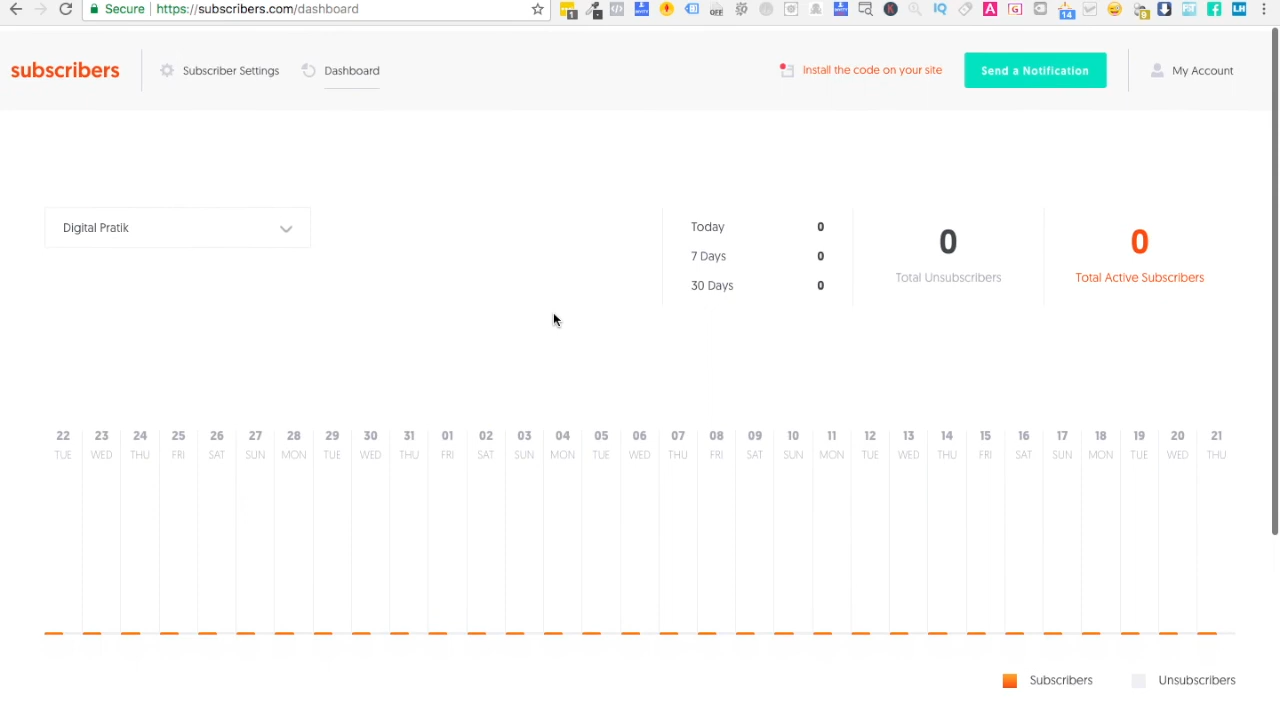 Secure https://subscribers.com/dashboard
subscribers Subscriber Settings Dashboard Install the code on your site Send a Notification My Account
Digital Pratik
Today 0
7 Days 0
30 Days 0
0
Total Unsubscribers
0
Total Active Subscribers
22 23 24 25 26 27 28 29 30 31 01 02 03 04 05 06 07 08 09 10 11 12 13 14 15 16 17 18 19 20 21
TUE WED THU FRI SAT SUN MON TUE WED THU FRI SAT SUN MON TUE WED THU FRI SAT SUN MON TUE WED THU FRI SAT SUN MON TUE WED THU
Subscribers Unsubscribers